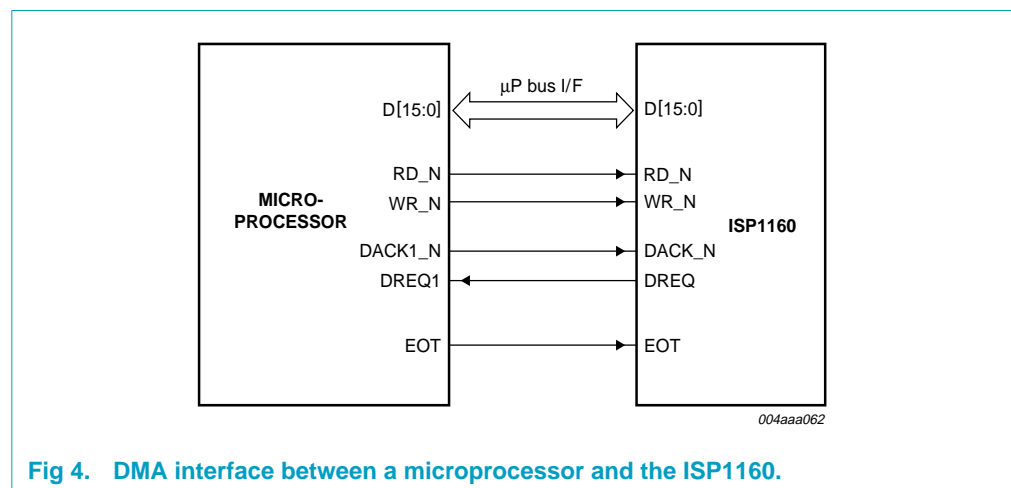 μP bus I/F
D[15:0]
D[15:0]
RD_N
RD_N
WR_N
WR_N
MICRO-
PROCESSOR
ISP1160
DACK1_N
DACK_N
DREQ1
DREQ
EOT
EOT
004aaa062
Fig 4. DMA interface between a microprocessor and the ISP1160.